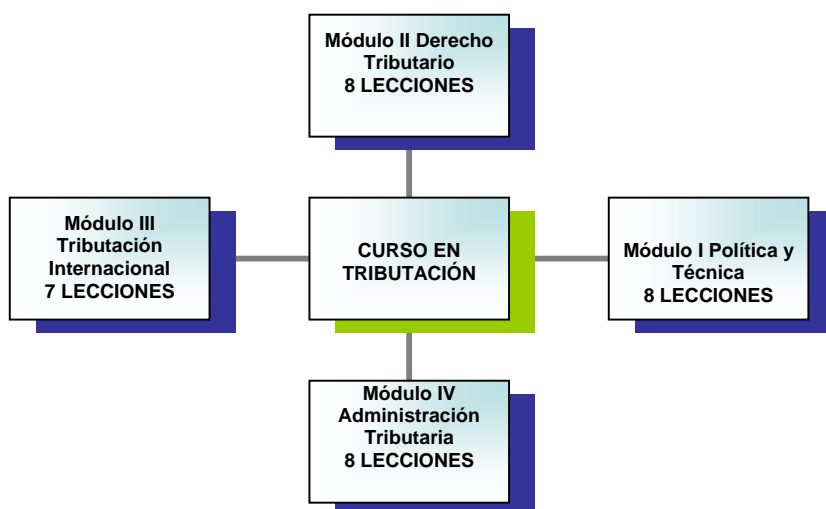 Módulo II Derecho
Tributario
8 LECCIONES
Módulo III
Tributación
Internacional
7 LECCIONES
CURSO EN
TRIBUTACIÓN
Módulo I Política y
Técnica
8 LECCIONES
Módulo IV
Administración
Tributaria
8 LECCIONES